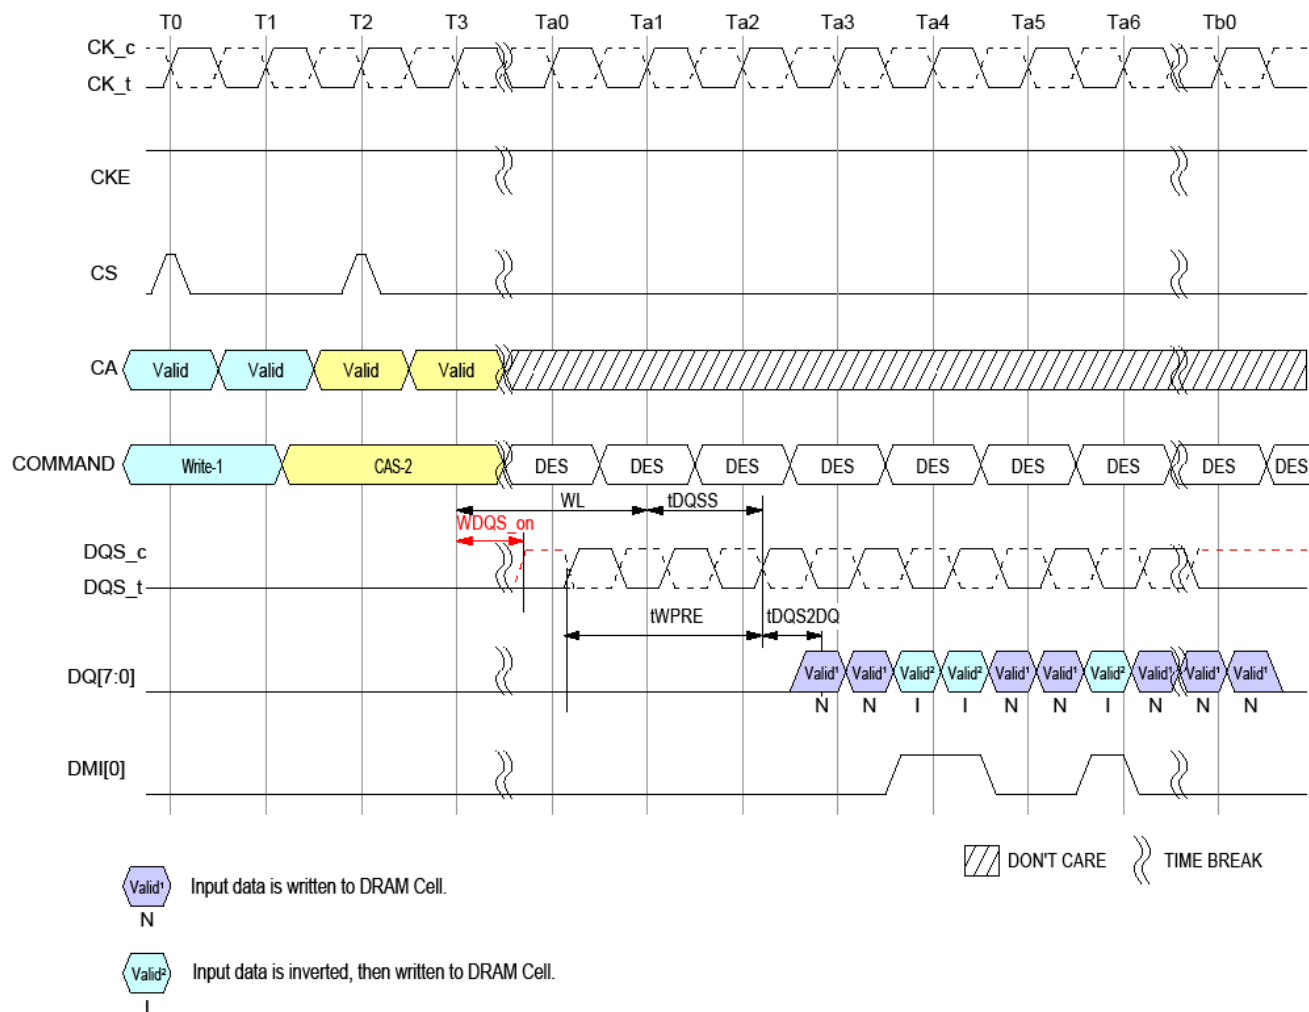 T0 T1 T2 T3 Ta0 Ta1 Ta2 Ta3 Ta4 Ta5 Ta6 Tb0
CK_c
CK_t
CKE
CS
CA Valid Valid Valid Valid
COMMAND Write-1 CAS-2 DES DES DES DES DES DES DES DES DES
WL tDQSS
WDQS_on
DQS_c
DQS_t
tWPRE tDQS2DQ
DQ[7:0] Valid¹ Valid¹ Valid² Valid² Valid¹ Valid¹ Valid² Valid¹ Valid¹ Valid¹
N N I I N N I N N N
DMI[0]
DON'T CARE TIME BREAK
Valid¹ Input data is written to DRAM Cell.
N
Valid² Input data is inverted, then written to DRAM Cell.
I